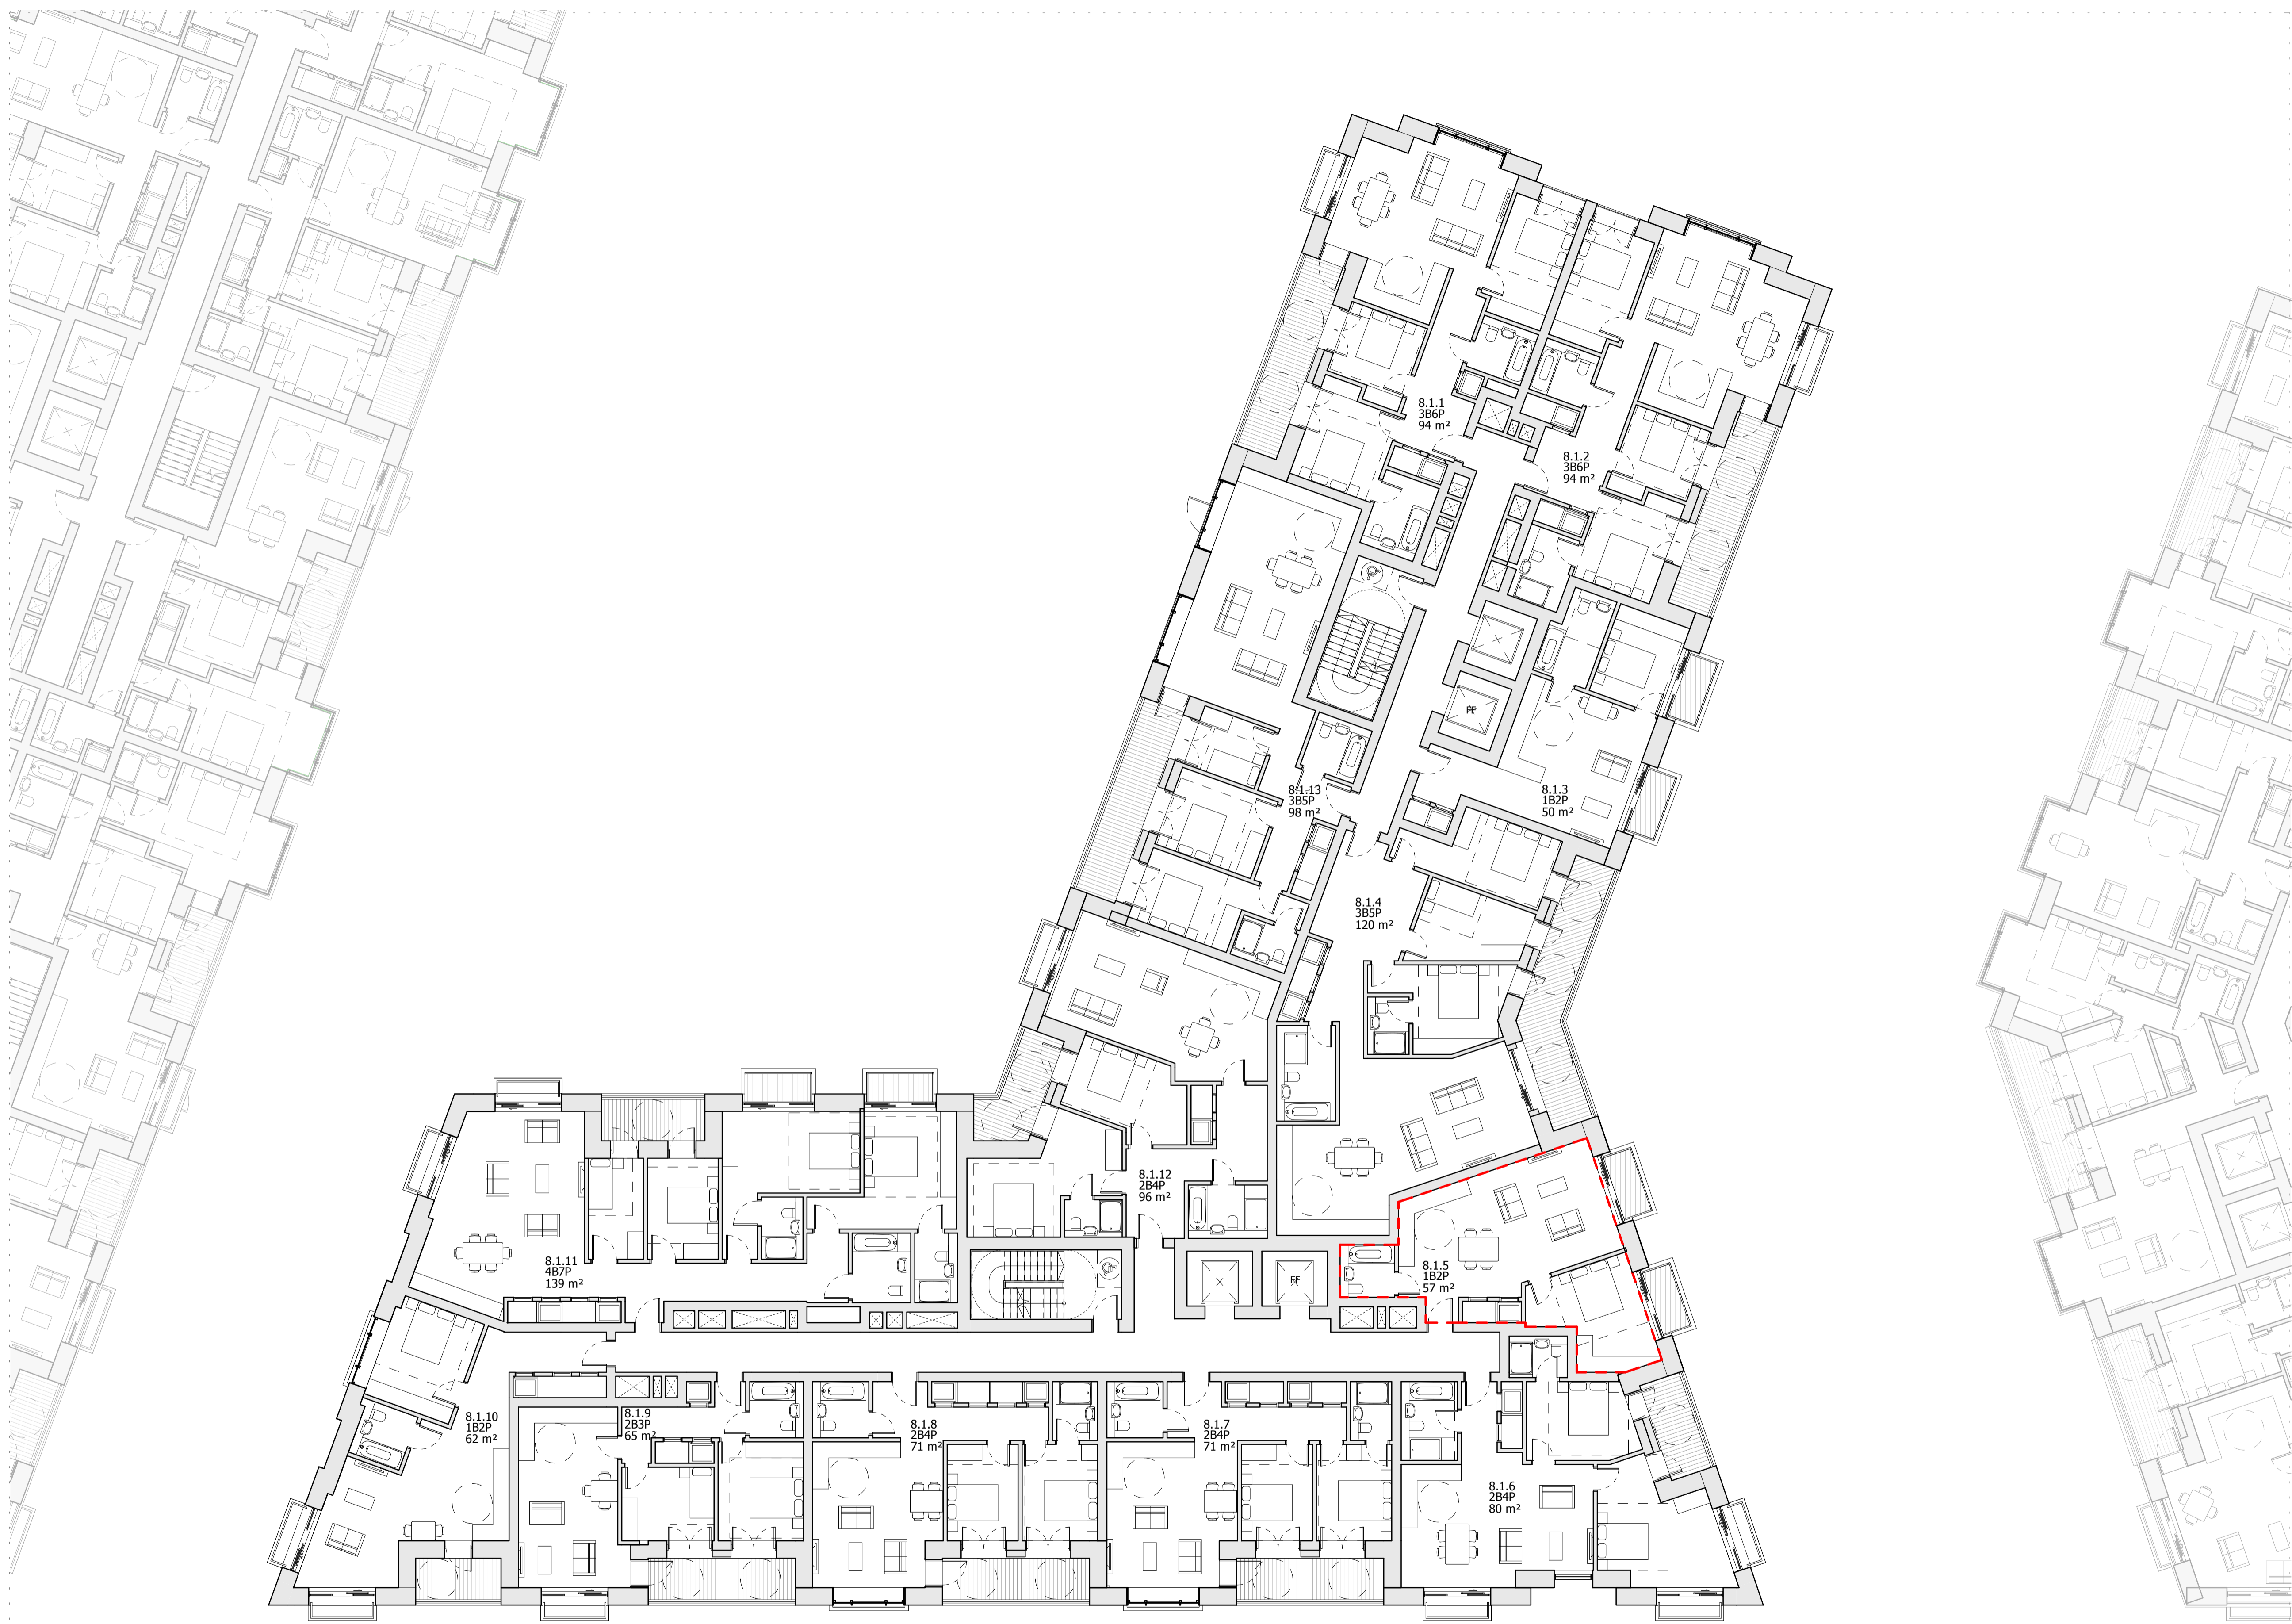 8.1.1
3B6P
94 m²
8.1.2
3B6P
94 m²
8.1.3
1B2P
50 m²
8.1.13
3B5P
98 m²
8.1.4
3B5P
120 m²
8.1.12
2B4P
96 m²
8.1.5
1B2P
57 m²
8.1.11
4B7P
139 m²
8.1.10
1B2P
62 m²
8.1.9
2B3P
65 m²
8.1.8
2B4P
71 m²
8.1.7
2B4P
71 m²
8.1.6
2B4P
80 m²